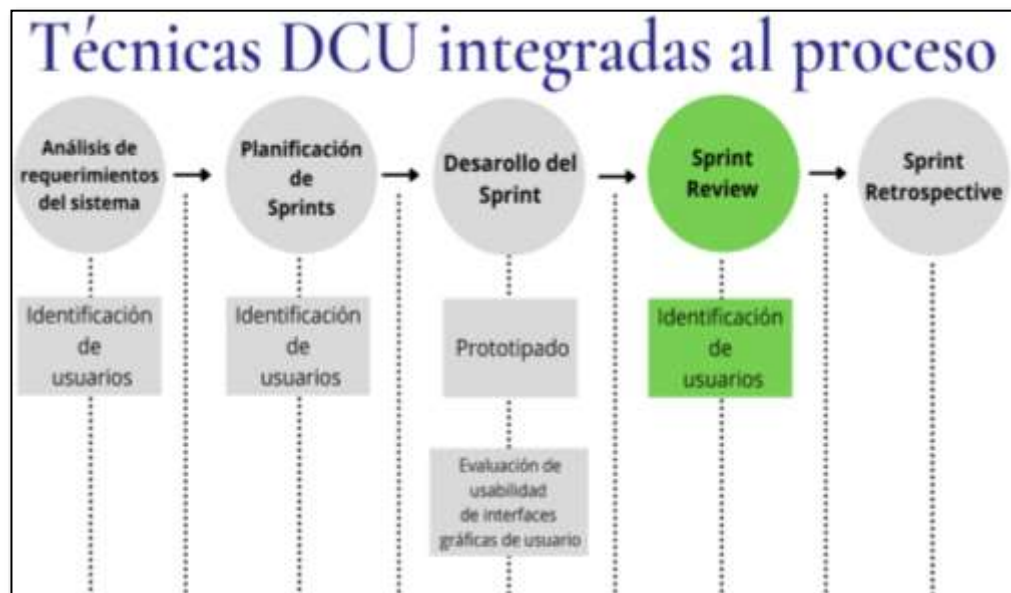 Técnicas DCU integradas al proceso
Análisis de
requerimientos
del sistema
Planificación
de
Sprints
Desarollo del
Sprint
Sprint
Review
Sprint
Retrospective
Identificación
de
usuarios
Identificación
de
usuarios
Prototipado
Identificación
de
usuarios
Evaluación de
usabilidad
de interfaces
gráficas de usuario